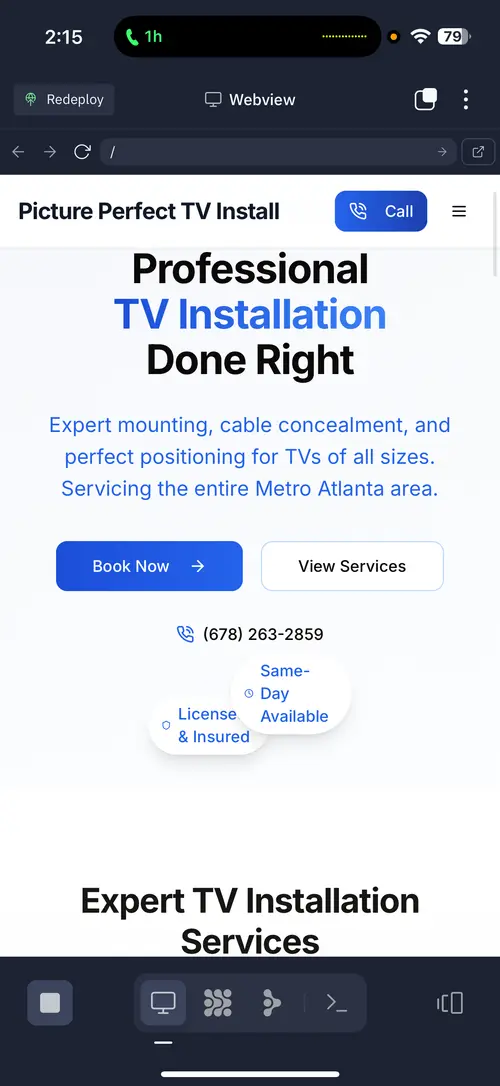 2:15
1h
79
Redeploy
Webview
/
Picture Perfect TV Install
Call
Professional
TV Installation
Done Right
Expert mounting, cable concealment, and
perfect positioning for TVs of all sizes.
Servicing the entire Metro Atlanta area.
Book Now
View Services
(678) 263-2859
Same-
Day
Available
License
& Insured
Expert TV Installation
Services